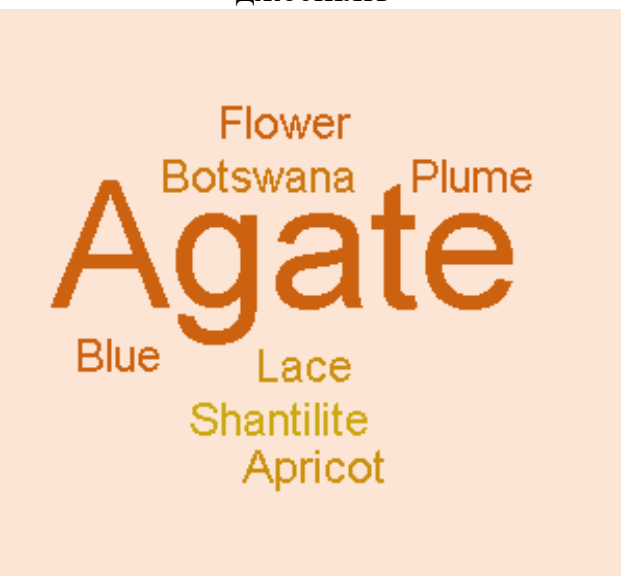 Flower
Botswana
Plume
Agate
Blue
Lace
Shantilite
Apricot